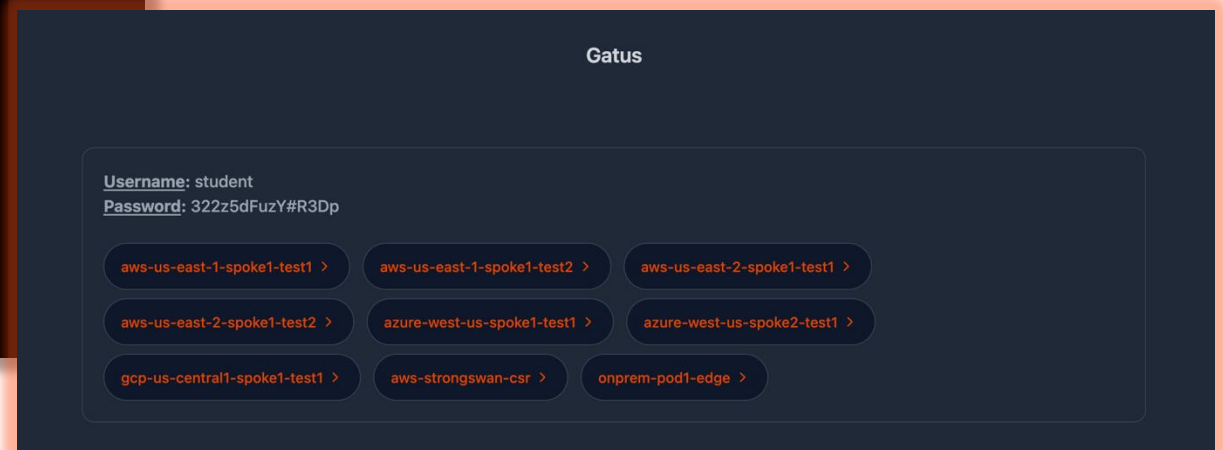 Gatus
Username: student
Password: 322z5dFuzY#R3Dp
aws-us-east-1-spoke1-test1 > aws-us-east-1-spoke1-test2 > aws-us-east-2-spoke1-test1 >
aws-us-east-2-spoke1-test2 > azure-west-us-spoke1-test1 > azure-west-us-spoke2-test1 >
gcp-us-central1-spoke1-test1 > aws-strongswan-csr > onprem-pod1-edge >